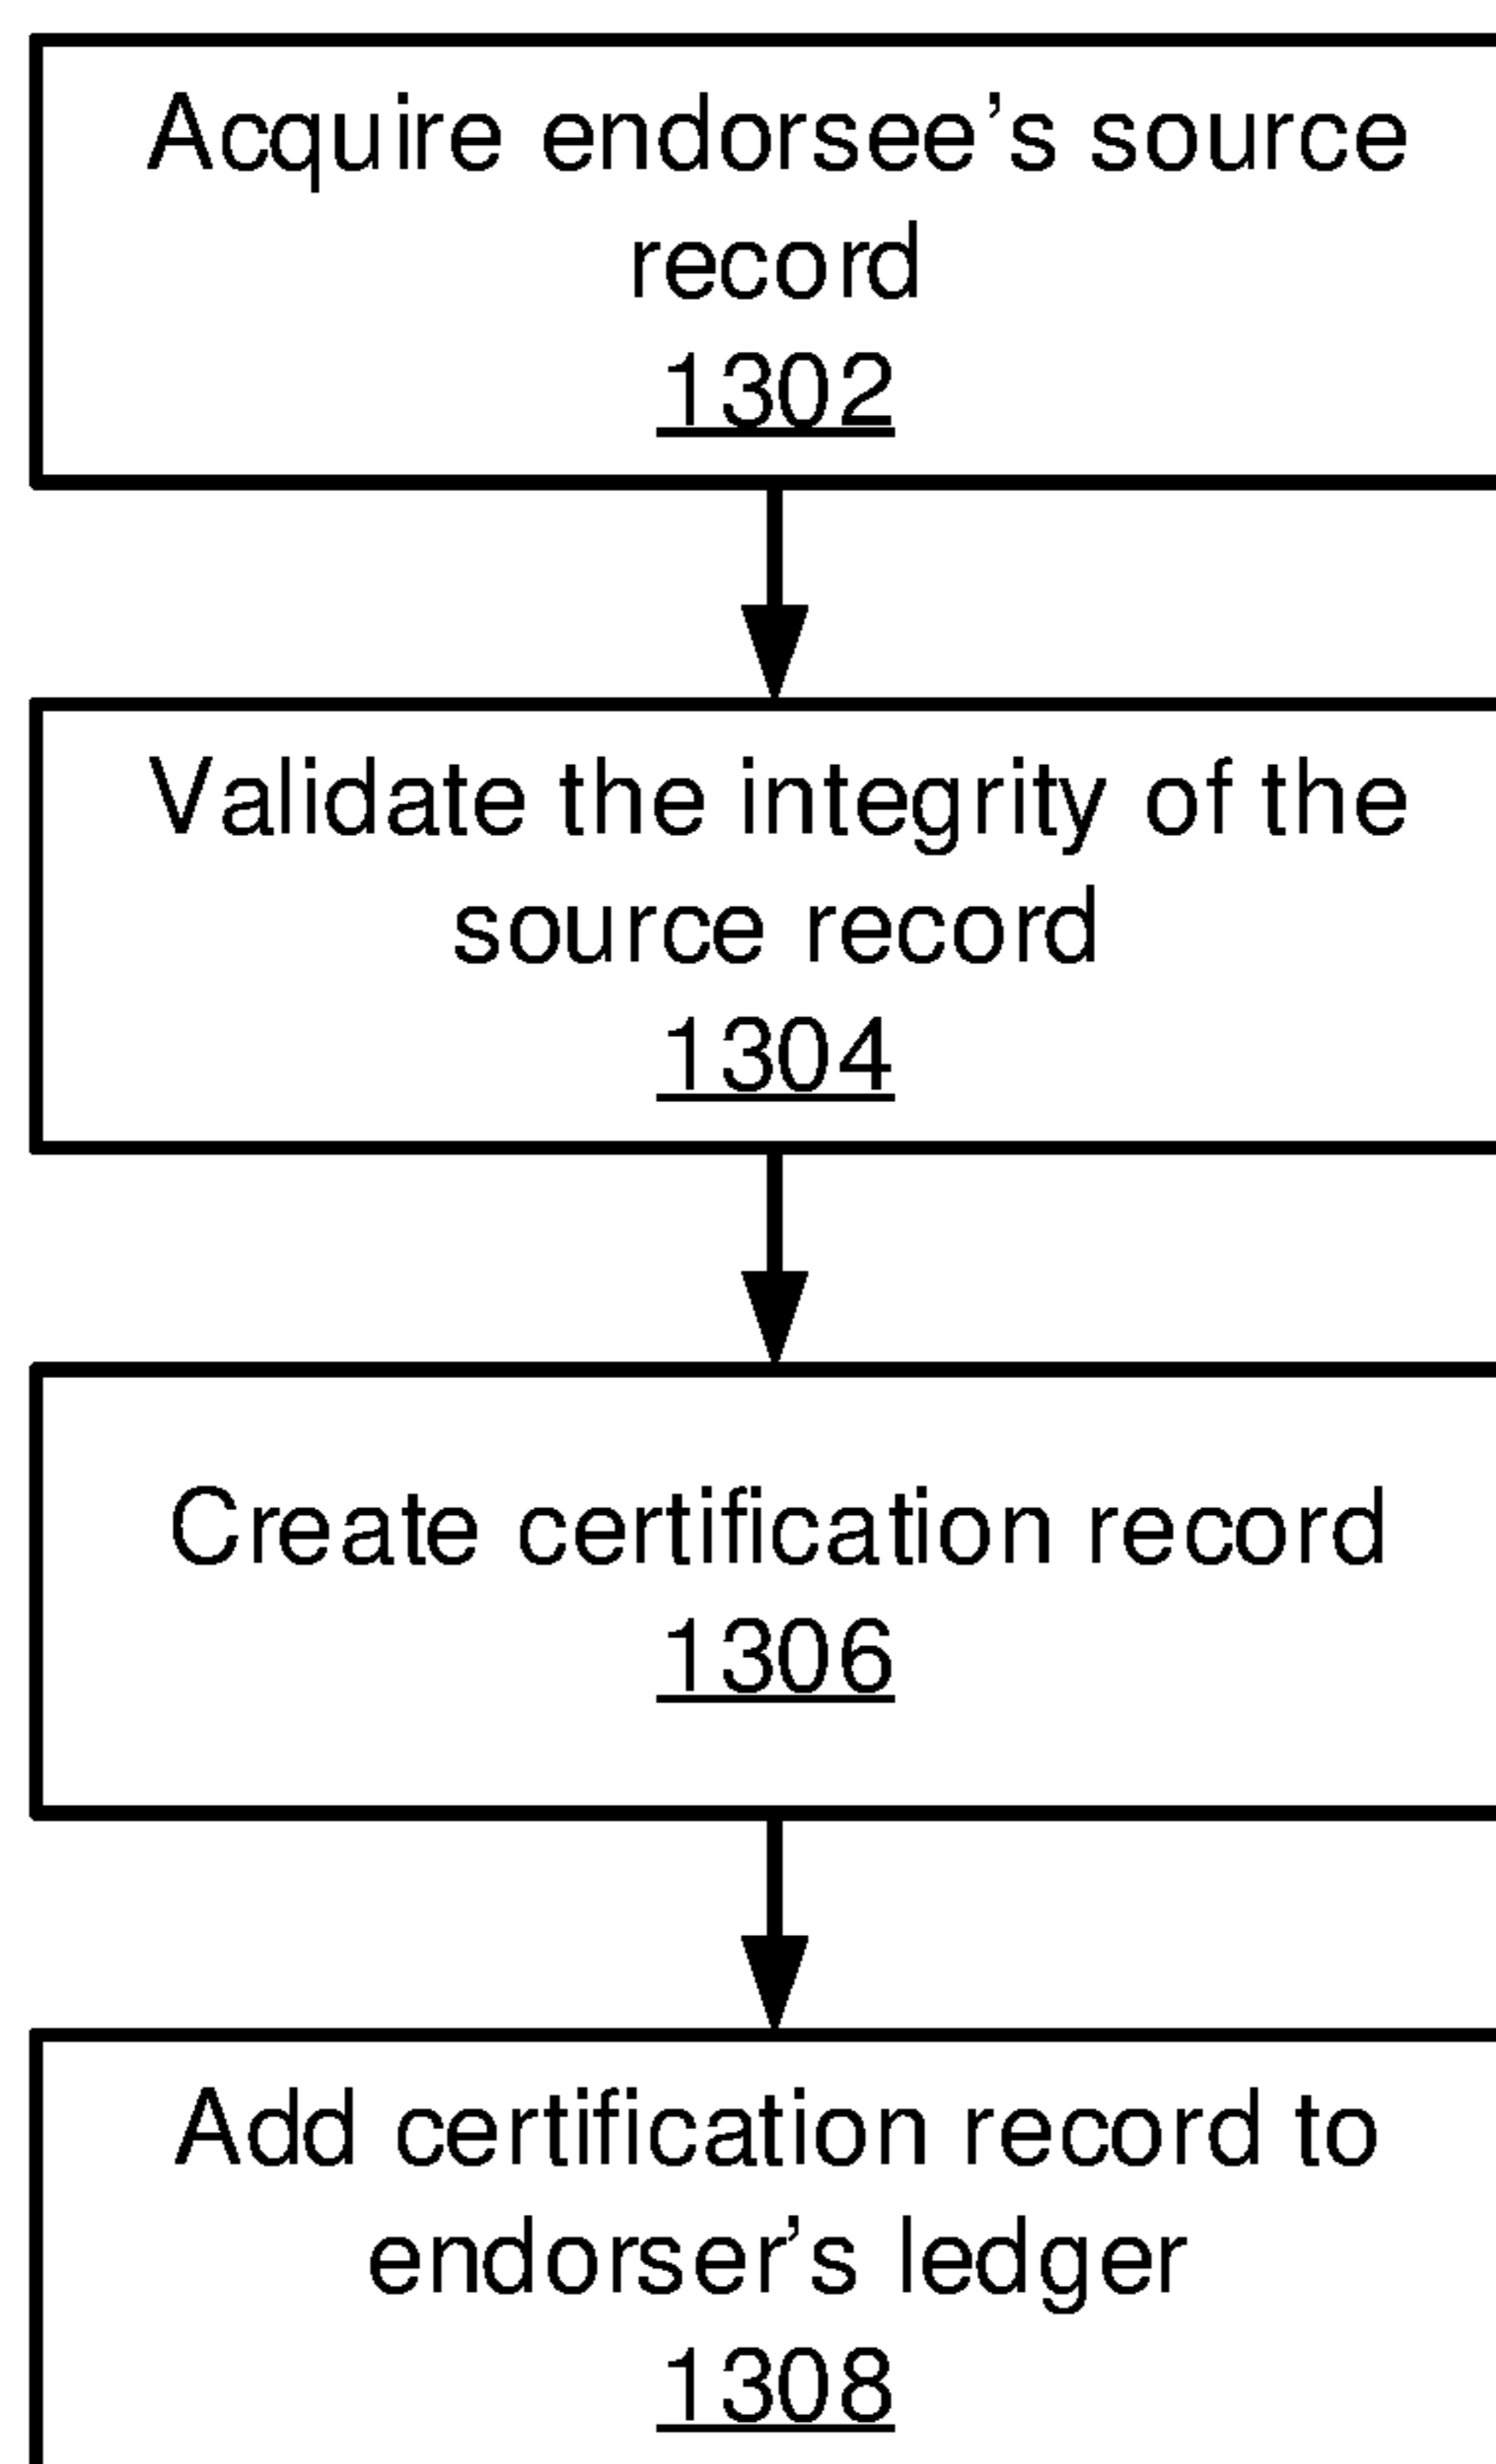 Acquire endorsee’s source
record
1302
Validate the integrity of the
source record
1304
Create certification record
1306
Add certification record to
endorser’s ledger
1308